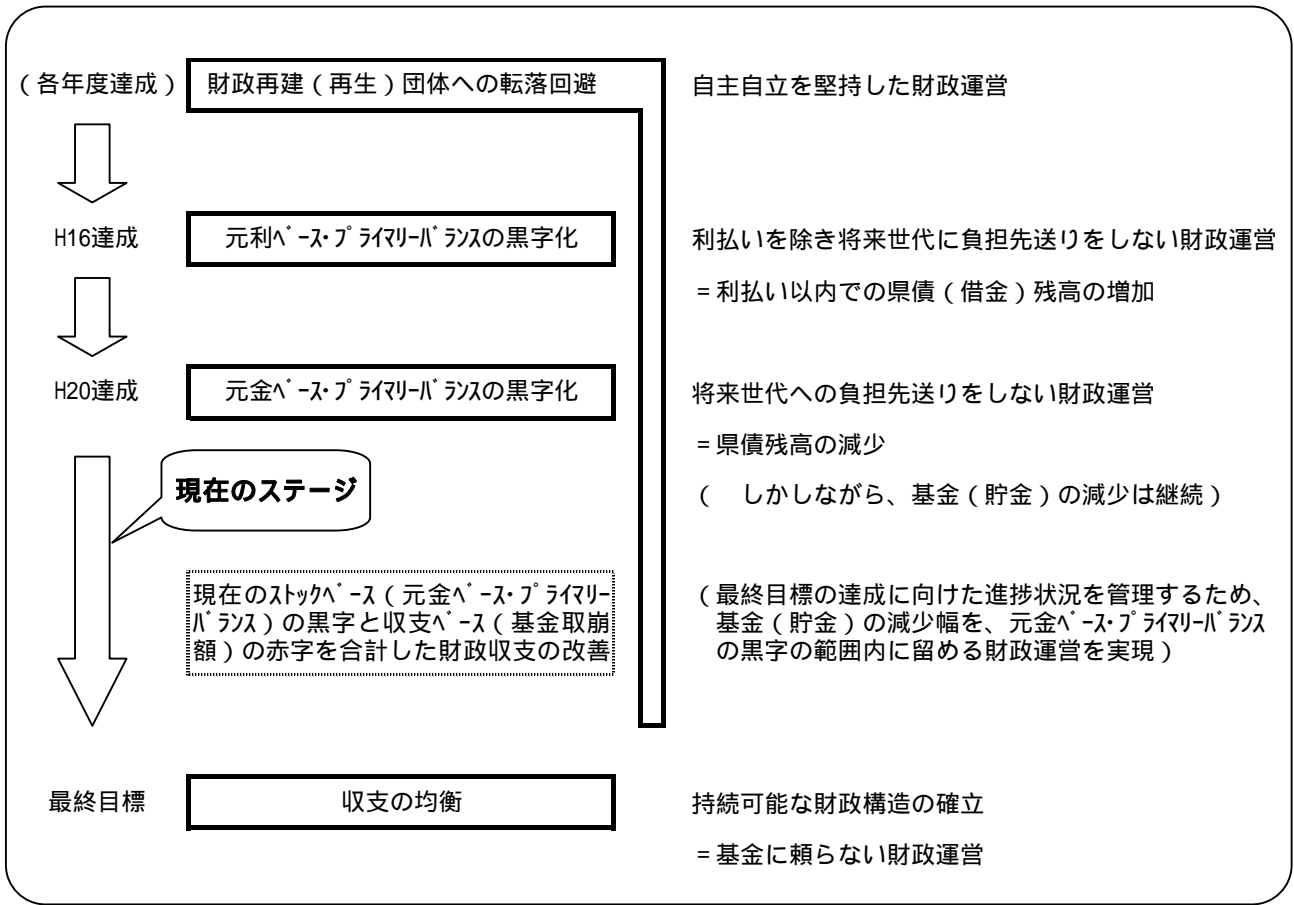 （各年度達成）　財政再建（再生）団体への転落回避　自主自立を堅持した財政運営
H16達成　元利ﾍﾞｰｽ･ﾌﾟﾗｲﾏﾘｰﾊﾞﾗﾝｽの黒字化　利払いを除き将来世代に負担先送りをしない財政運営
＝利払い以内での県債（借金）残高の増加
H20達成　元金ﾍﾞｰｽ･ﾌﾟﾗｲﾏﾘｰﾊﾞﾗﾝｽの黒字化　将来世代への負担先送りをしない財政運営
＝県債残高の減少
（　しかしながら、基金（貯金）の減少は継続）
現在のステージ
現在のｽﾄｯｸﾍﾞｰｽ（元金ﾍﾞｰｽ･ﾌﾟﾗｲﾏﾘｰ
ﾊﾞﾗﾝｽ）の黒字と収支ﾍﾞｰｽ（基金取崩
額）の赤字を合計した財政収支の改善
（最終目標の達成に向けた進捗状況を管理するため、
基金（貯金）の減少幅を、元金ﾍﾞｰｽ･ﾌﾟﾗｲﾏﾘｰﾊﾞﾗﾝｽ
の黒字の範囲内に留める財政運営を実現）
最終目標　収支の均衡　持続可能な財政構造の確立
＝基金に頼らない財政運営